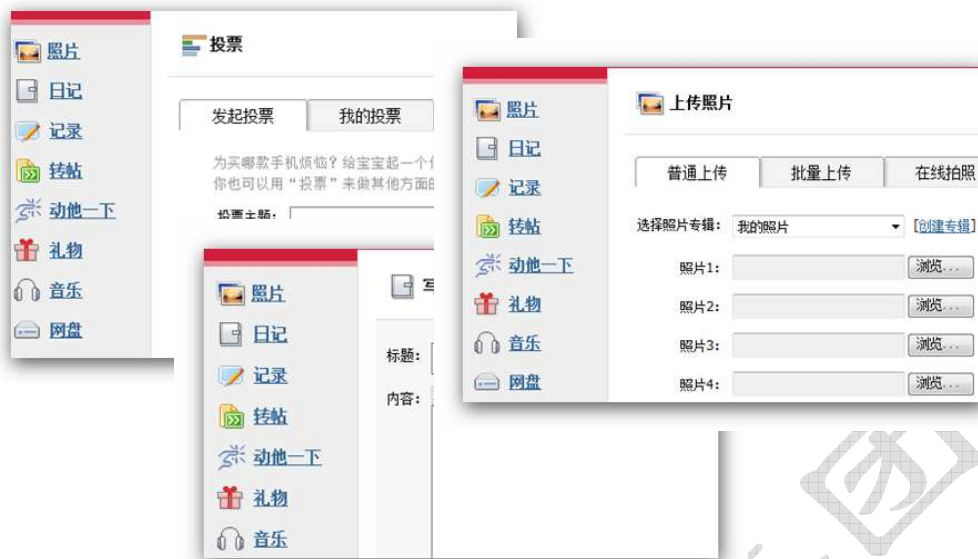 照片
日记
记录
转帖
动他一下
礼物
音乐
网盘
投票
发起投票 我的投票
为买哪款手机烦恼？给宝宝起一个
你也可以用“投票”来做其他方面的
投票主题：
照片
日记
记录
转帖
动他一下
礼物
音乐
标题：
内容：
照片
日记
记录
转帖
动他一下
礼物
音乐
网盘
上传照片
普通上传 批量上传 在线拍照
选择照片专辑： 我的照片 [创建专辑]
照片1： 浏览...
照片2： 浏览...
照片3： 浏览...
照片4： 浏览...